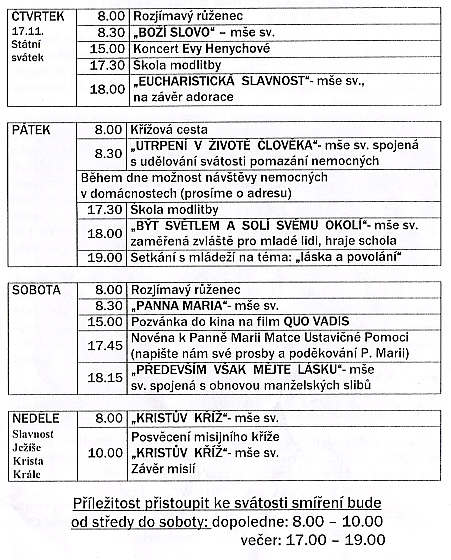 ČTVRTEK 8.00 Rozjímavý růženec
17.11. 8.30 „BOŽÍ SLOVO“ – mše sv.
Státní 15.00 Koncert Evy Henychové
svátek 17.30 Škola modlitby
18.00 „EUCHARISTICKÁ SLAVNOST“- mše sv.,
na závěr adorace
PÁTEK 8.00 Křížová cesta
8.30 „UTRPENÍ V ŽIVOTĚ ČLOVĚKA“- mše sv. spojená
s udělování svátosti pomazání nemocných
Během dne možnost návštěvy nemocných
v domácnostech (prosíme o adresu)
17.30 Škola modlitby
18.00 „BÝT SVĚTLEM A SOLÍ SVÉMU OKOLÍ“- mše sv.
zaměřená zvláště pro mladé lidi, hraje schola
19.00 Setkání s mládeží na téma: „láska a povolání“
SOBOTA 8.00 Rozjímavý růženec
8.30 „PANNA MARIA“- mše sv.
15.00 Pozvánka do kina na film QUO VADIS
17.45 Novéna k Panně Marii Matce Ustavičné Pomoci
(napište nám své prosby a poděkování P. Marii)
18.15 „PŘEDEVŠÍM VŠAK MĚJTE LÁSKU“- mše
sv. spojená s obnovou manželských slibů
NEDĚLE 8.00 „KRISTŮV KŘÍŽ“- mše sv.
Slavnost
Ježíše
Krista
Krále
10.00 Posvěcení misijního kříže
„KRISTŮV KŘÍŽ“- mše sv.
Závěr misií
Příležitost přistoupit ke svátosti smíření bude
od středy do soboty: dopoledne: 8.00 – 10.00
večer: 17.00 – 19.00